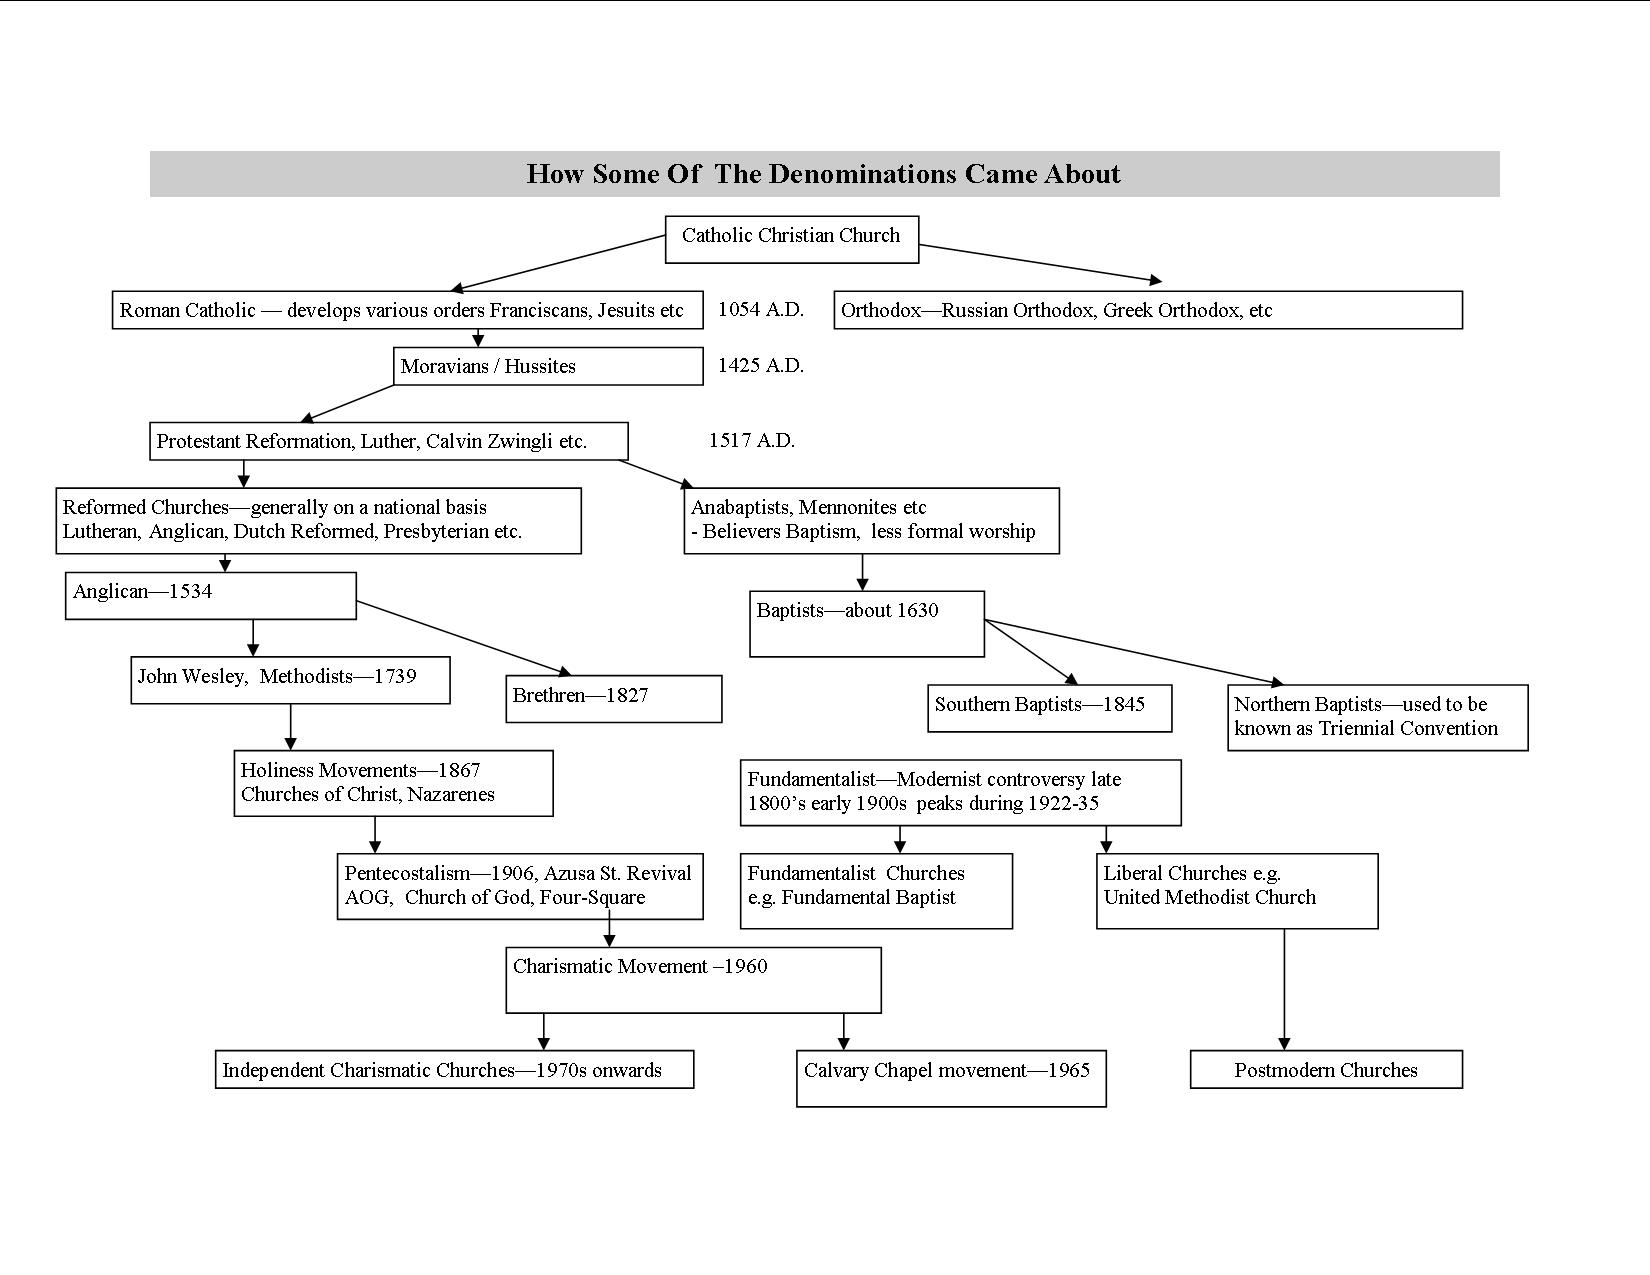 How Some Of  The Denominations Came About
Catholic Christian Church
Roman Catholic — develops various orders Franciscans, Jesuits etc
1054 A.D.
Orthodox—Russian Orthodox, Greek Orthodox, etc
Moravians / Hussites
1425 A.D.
Protestant Reformation, Luther, Calvin Zwingli etc.
1517 A.D.
Reformed Churches—generally on a national basis
Lutheran, Anglican, Dutch Reformed, Presbyterian etc.
Anabaptists, Mennonites etc
- Believers Baptism,  less formal worship
Anglican—1534
Baptists—about 1630
John Wesley,  Methodists—1739
Brethren—1827
Southern Baptists—1845
Northern Baptists—used to be
known as Triennial Convention
Holiness Movements—1867
Churches of Christ, Nazarenes
Fundamentalist—Modernist controversy late
1800’s early 1900s  peaks during 1922-35
Pentecostalism—1906, Azusa St. Revival
AOG,  Church of God, Four-Square
Fundamentalist  Churches
e.g. Fundamental Baptist
Liberal Churches e.g.
United Methodist Church
Charismatic Movement –1960
Independent Charismatic Churches—1970s onwards
Calvary Chapel movement—1965
Postmodern Churches